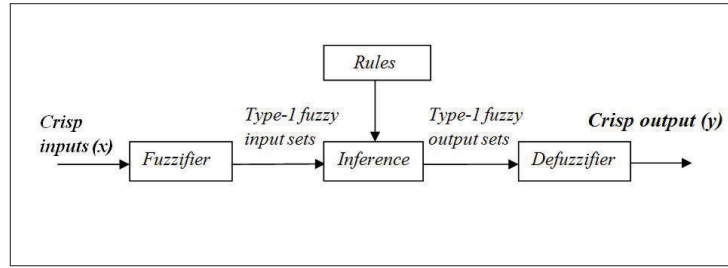 Rules
Crisp
inputs (x)
Type-1 fuzzy
input sets
Type-1 fuzzy
output sets
Crisp output (y)
Fuzzifier
Inference
Defuzzifier